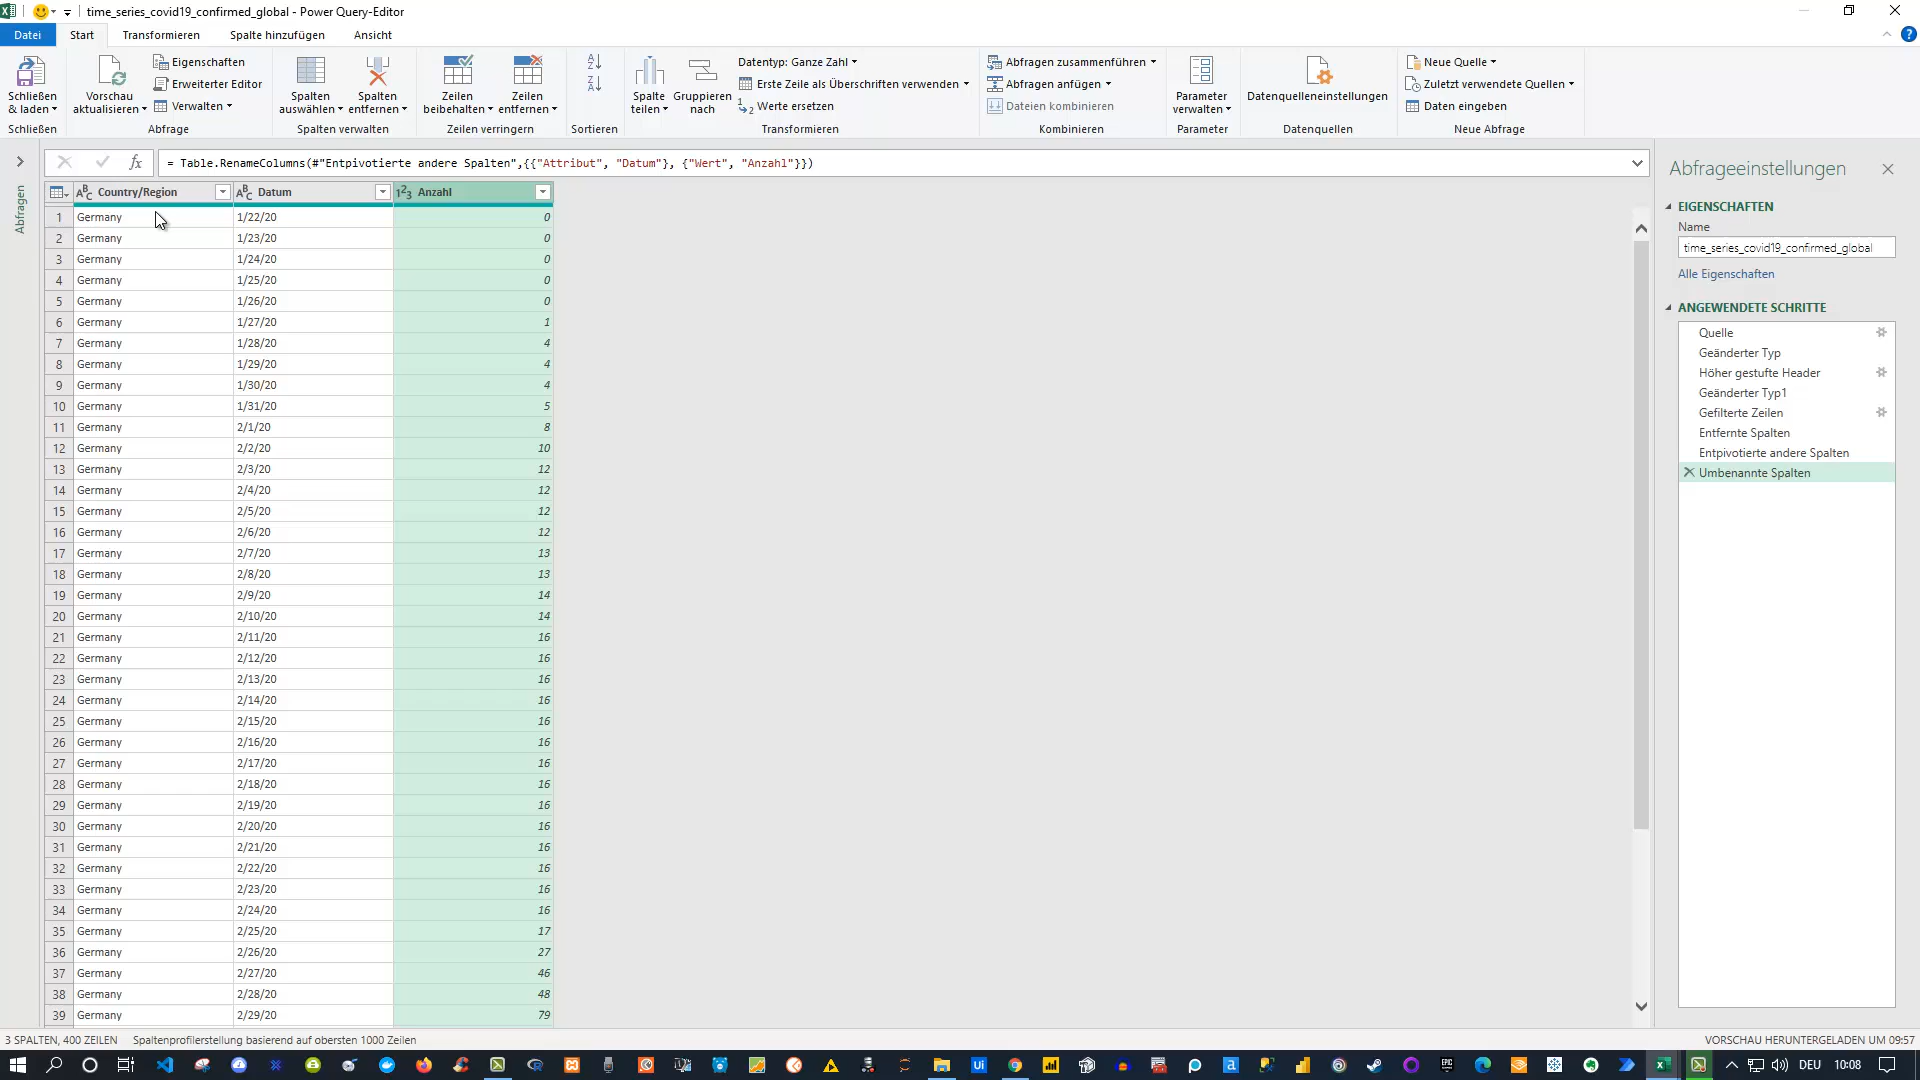 time_series_covid19_confirmed_global - Power Query-Editor
Datei Start Transformieren Spalte hinzufügen Ansicht
Schließen & laden
Schließen
Vorschau aktualisieren
Eigenschaften
Erweiterter Editor
Verwalten
Abfrage
Spalten auswählen
Spalten entfernen
Spalten verwalten
Zeilen beibehalten
Zeilen entfernen
Zeilen verringern
Sortieren
Spalte teilen
Gruppieren nach
Datentyp: Ganze Zahl
Erste Zeile als Überschriften verwenden
Werte ersetzen
Transformieren
Abfragen zusammenführen
Abfragen anfügen
Dateien kombinieren
Kombinieren
Parameter verwalten
Parameter
Datenquelleneinstellungen
Datenquellen
Neue Quelle
Zuletzt verwendete Quellen
Daten eingeben
Neue Abfrage
fx = Table.RenameColumns(#"Entpivotierte andere Spalten",{{"Attribut", "Datum"}, {"Wert", "Anzahl"}})
Abfragen
Country/Region Datum Anzahl
1 Germany 1/22/20 0
2 Germany 1/23/20 0
3 Germany 1/24/20 0
4 Germany 1/25/20 0
5 Germany 1/26/20 0
6 Germany 1/27/20 1
7 Germany 1/28/20 4
8 Germany 1/29/20 4
9 Germany 1/30/20 4
10 Germany 1/31/20 5
11 Germany 2/1/20 8
12 Germany 2/2/20 10
13 Germany 2/3/20 12
14 Germany 2/4/20 12
15 Germany 2/5/20 12
16 Germany 2/6/20 12
17 Germany 2/7/20 13
18 Germany 2/8/20 13
19 Germany 2/9/20 14
20 Germany 2/10/20 14
21 Germany 2/11/20 16
22 Germany 2/12/20 16
23 Germany 2/13/20 16
24 Germany 2/14/20 16
25 Germany 2/15/20 16
26 Germany 2/16/20 16
27 Germany 2/17/20 16
28 Germany 2/18/20 16
29 Germany 2/19/20 16
30 Germany 2/20/20 16
31 Germany 2/21/20 16
32 Germany 2/22/20 16
33 Germany 2/23/20 16
34 Germany 2/24/20 16
35 Germany 2/25/20 17
36 Germany 2/26/20 27
37 Germany 2/27/20 46
38 Germany 2/28/20 48
39 Germany 2/29/20 79
Abfrageeinstellungen
EIGENSCHAFTEN
Name
time_series_covid19_confirmed_global
Alle Eigenschaften
ANGEWENDETE SCHRITTE
Quelle
Geänderter Typ
Höher gestufte Header
Geänderter Typ1
Gefilterte Zeilen
Entfernte Spalten
Entpivotierte andere Spalten
Umbenannte Spalten
3 SPALTEN, 400 ZEILEN Spaltenprofilerstellung basierend auf obersten 1000 Zeilen
VORSCHAU HERUNTERGELADEN UM 09:57
DEU 10:08